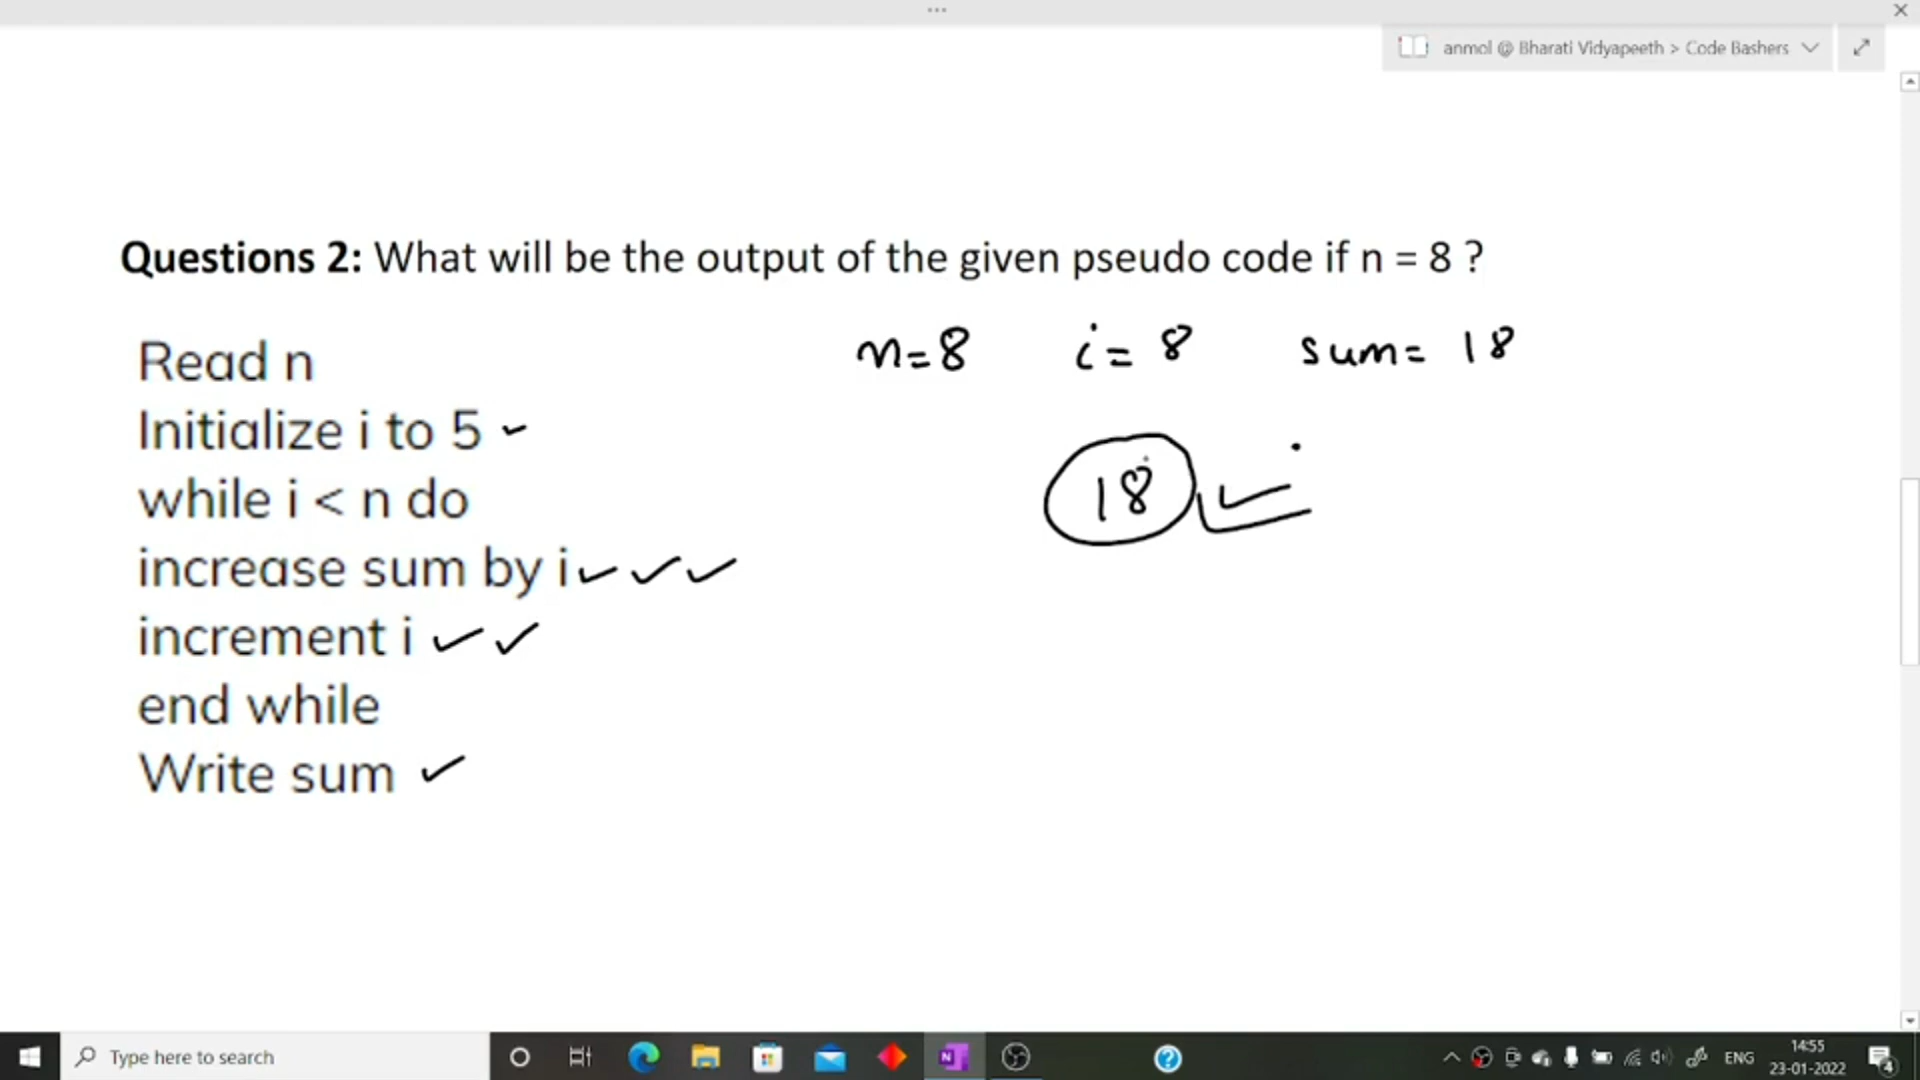 anmol @ Bharati Vidyapeeth > Code Bashers
Questions 2: What will be the output of the given pseudo code if n = 8 ?
n=8 i= 8 sum= 18
Read n
Initialize i to 5
while i < n do
18
increase sum by i
increment i
end while
Write sum
Type here to search
ENG
14:55
23-01-2022
4